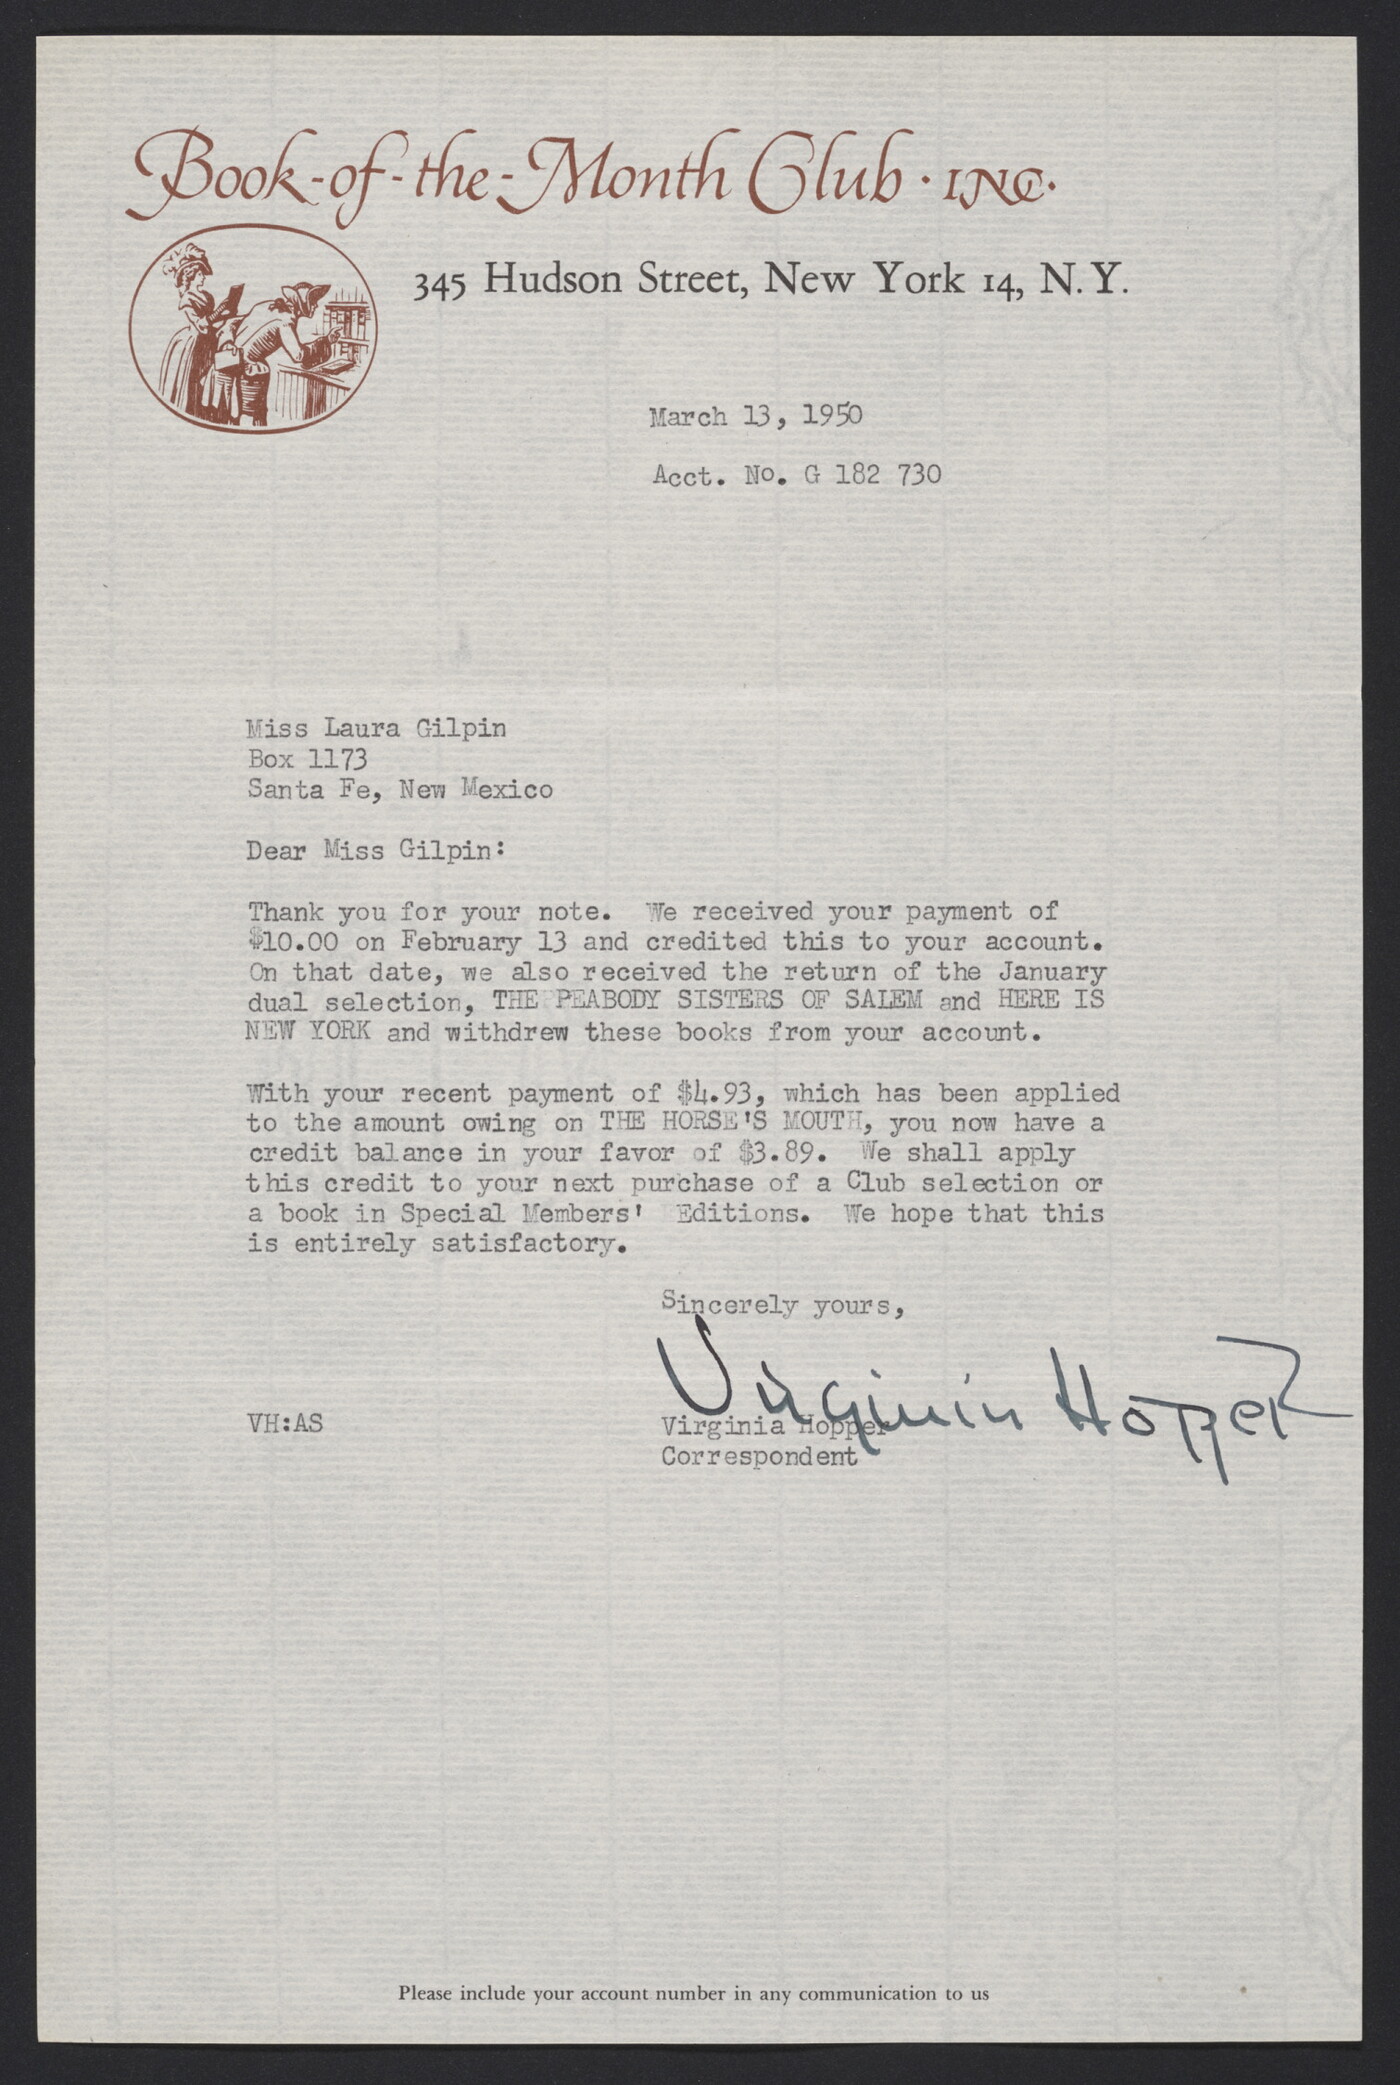 Book-of-the-Month Club · INC·
345 Hudson Street, New York 14, N.Y.
March 13, 1950
Acct. No. G 182 730
Miss Laura Gilpin
Box 1173
Santa Fe, New Mexico
Dear Miss Gilpin:
Thank you for your note. We received your payment of
$10.00 on February 13 and credited this to your account.
On that date, we also received the return of the January
dual selection, THE PEABODY SISTERS OF SALEM and HERE IS
NEW YORK and withdrew these books from your account.
With your recent payment of $4.93, which has been applied
to the amount owing on THE HORSE'S MOUTH, you now have a
credit balance in your favor of $3.89. We shall apply
this credit to your next purchase of a Club selection or
a book in Special Members' Editions. We hope that this
is entirely satisfactory.
Sincerely yours,
Virginia Hopper
VH:AS
Virginia Hopper
Correspondent
Please include your account number in any communication to us